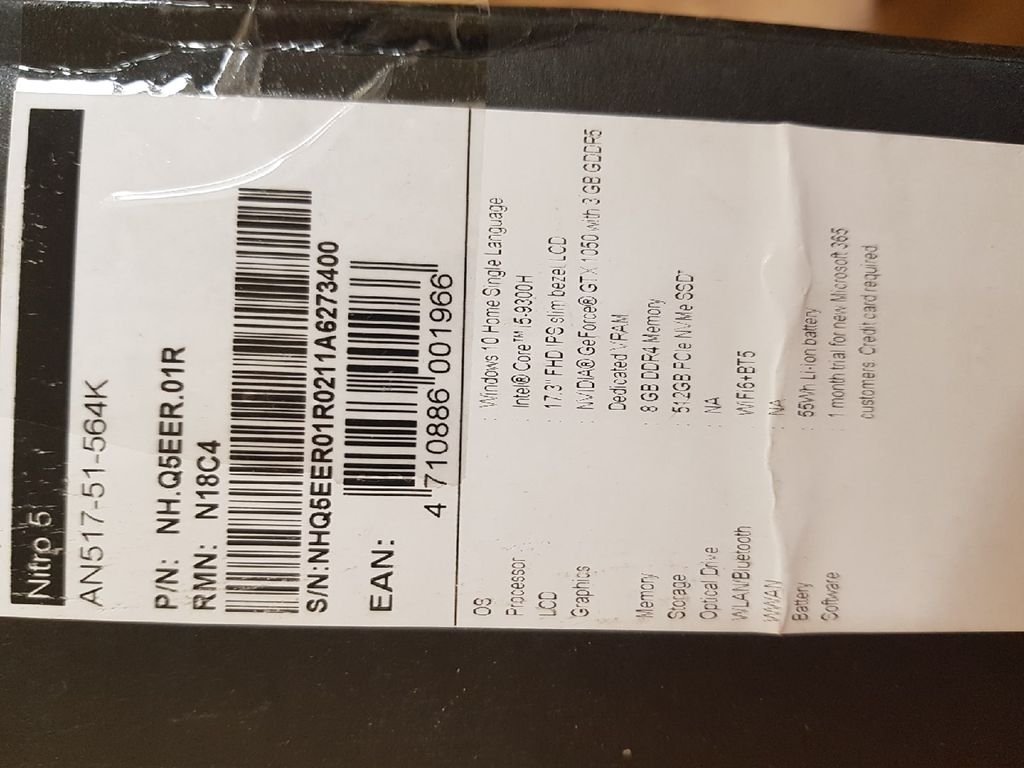 Nitro 5
AN517-51-564K
P/N: NH.Q5EER.01R
RMN: N18C4
S/N:NHQ5EER01R0211A6273400
EAN:
4 710886 001966
OS : Windows 10 Home Single Language
Processor : Intel® Core™ i5-9300H
LCD : 17.3" FHD IPS slim bezel LCD
Graphics : NVIDIA® GeForce® GTX 1050 with 3 GB GDDR5
Dedicated VRAM
Memory : 8 GB DDR4 Memory
Storage : 512GB PCIe NVMe SSD*
Optical Drive : NA
WLAN/Bluetooth : WiFi6+BT5
WWAN : NA
Battery : 55Wh Li-ion battery
Software : 1 month trial for new Microsoft 365
customers. Credit card required.